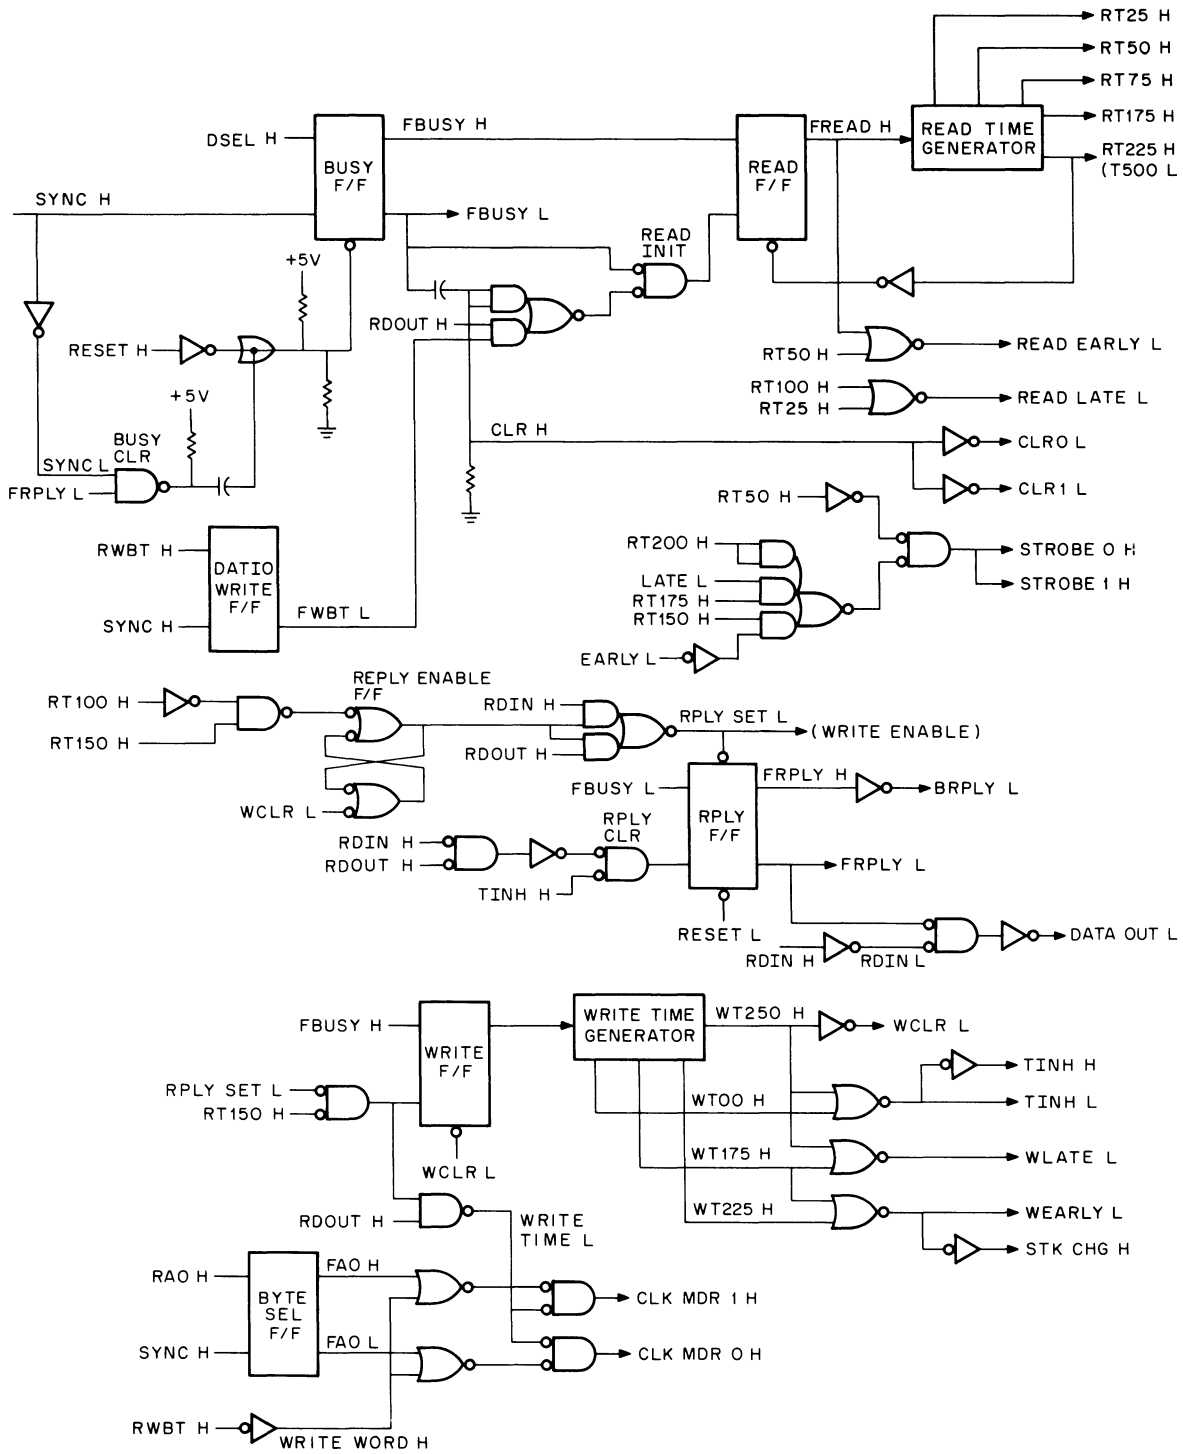 RT25 H
RT50 H
RT75 H
RT175 H
RT225 H
(T500 L
READ TIME
GENERATOR
FREAD H
READ
F/F
FBUSY H
DSEL H
BUSY
F/F
SYNC H
FBUSY L
READ
INIT
+5V
RDOUT H
RESET H
RT50 H
READ EARLY L
RT100 H
RT25 H
READ LATE L
+5V
BUSY
CLR
SYNC L
FRPLY L
CLR H
CLR0 L
CLR1 L
RT50 H
RWBT H
DATIO
WRITE
F/F
SYNC H
FWBT L
RT200 H
LATE L
RT175 H
RT150 H
EARLY L
STROBE 0 H
STROBE 1 H
RT100 H
RT150 H
REPLY ENABLE
F/F
WCLR L
RDIN H
RDOUT H
RPLY SET L
(WRITE ENABLE)
FBUSY L
RPLY
F/F
FRPLY H
BRPLY L
RDIN H
RDOUT H
RPLY
CLR
TINH H
FRPLY L
RESET L
RDIN H
RDIN L
DATA OUT L
FBUSY H
WRITE
F/F
WRITE TIME
GENERATOR
WT250 H
WCLR L
RPLY SET L
RT150 H
WT00 H
TINH H
TINH L
WT175 H
WLATE L
WCLR L
WT225 H
WEARLY L
STK CHG H
RDOUT H
WRITE
TIME L
RAO H
BYTE
SEL
F/F
SYNC H
FAO H
FAO L
CLK MDR 1 H
CLK MDR 0 H
RWBT H
WRITE WORD H